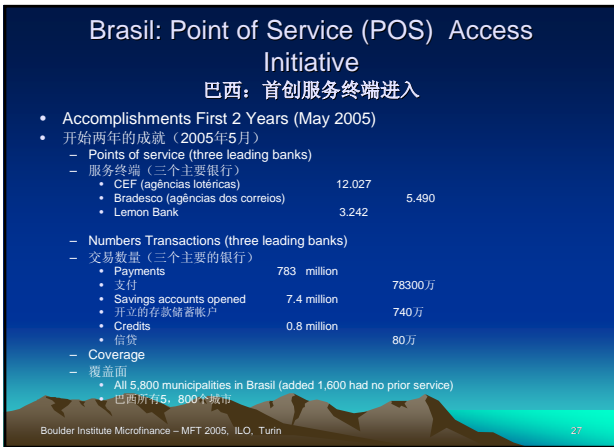 Brasil: Point of Service (POS) Access
Initiative
巴西：首创服务终端进入
• Accomplishments First 2 Years (May 2005)
• 开始两年的成就（2005年5月）
– Points of service (three leading banks)
– 服务终端（三个主要银行）
• CEF (agências lotéricas) 12.027
• Bradesco (agências dos correios) 5.490
• Lemon Bank 3.242
– Numbers Transactions (three leading banks)
– 交易数量（三个主要的银行）
• Payments 783 million
• 支付 78300万
• Savings accounts opened 7.4 million
• 开立的存款储蓄帐户 740万
• Credits 0.8 million
• 信贷 80万
– Coverage
– 覆盖面
• All 5,800 municipalities in Brasil (added 1,600 had no prior service)
• 巴西所有5，800个城市
Boulder Institute Microfinance – MFT 2005, ILO, Turin 27